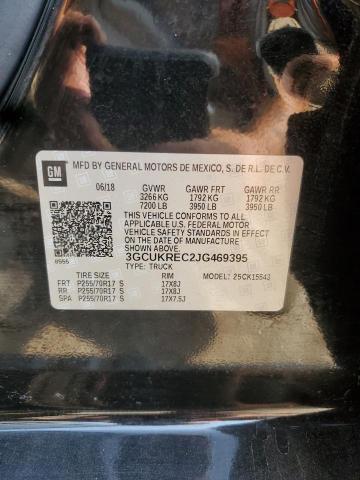 GM
MFD BY GENERAL MOTORS DE MEXICO, S. DE R.L. DE C.V.
06/18 GVWR GAWR FRT GAWR RR
3266 KG 1792 KG 1792 KG
7200 LB 3950 LB 3950 LB
THIS VEHICLE CONFORMS TO ALL
APPLICABLE U.S. FEDERAL MOTOR
VEHICLE SAFETY STANDARDS IN EFFECT ON
THE DATE OF MANUFACTURE SHOWN ABOVE.
3GCUKREC2JG469395
TYPE: TRUCK
TIRE SIZE RIM MODEL: 25CK15543
FRT P255/70R17 S 17X8J
RR P255/70R17 S 17X8J
SPA P255/70R17 S 17X7.5J